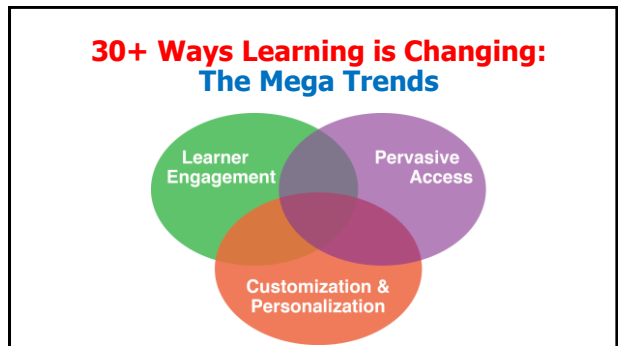 30+ Ways Learning is Changing:
The Mega Trends
Learner
Engagement
Pervasive
Access
Customization &
Personalization